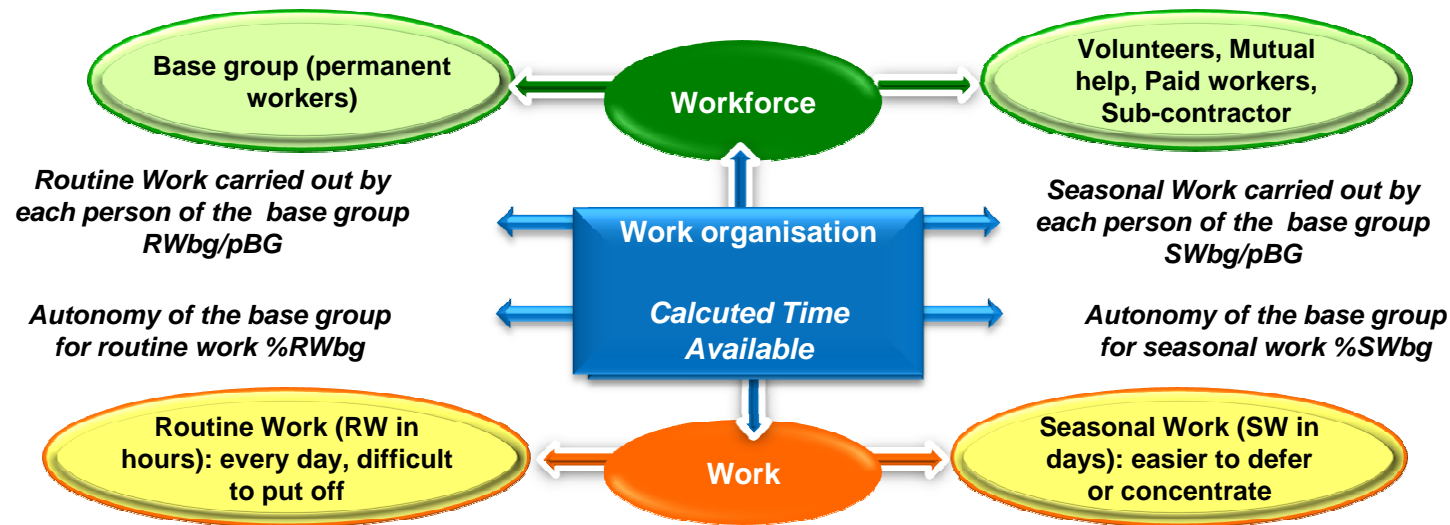 Base group (permanent
workers)
Workforce
Volunteers, Mutual
help, Paid workers,
Sub-contractor
Routine Work carried out by
each person of the base group
RWbg/pBG
Work organisation
Seasonal Work carried out by
each person of the base group
SWbg/pBG
Autonomy of the base group
for routine work %RWbg
Calcuted Time
Available
Autonomy of the base group
for seasonal work %SWbg
Routine Work (RW in
hours): every day, difficult
to put off
Work
Seasonal Work (SW in
days): easier to defer
or concentrate